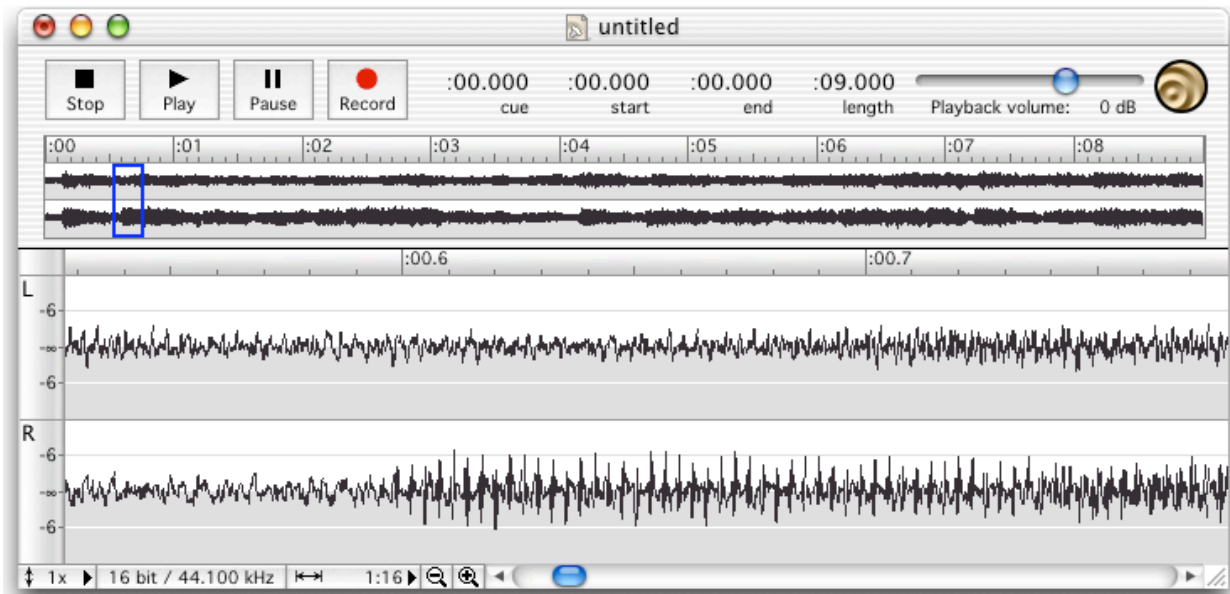 untitled
Stop Play Pause Record
:00.000 :00.000 :00.000 :09.000
cue start end length Playback volume: 0 dB
:00 :01 :02 :03 :04 :05 :06 :07 :08
:00.6 :00.7
L
-6
-∞
-6
R
-6
-∞
-6
1x 16 bit / 44.100 kHz 1:16